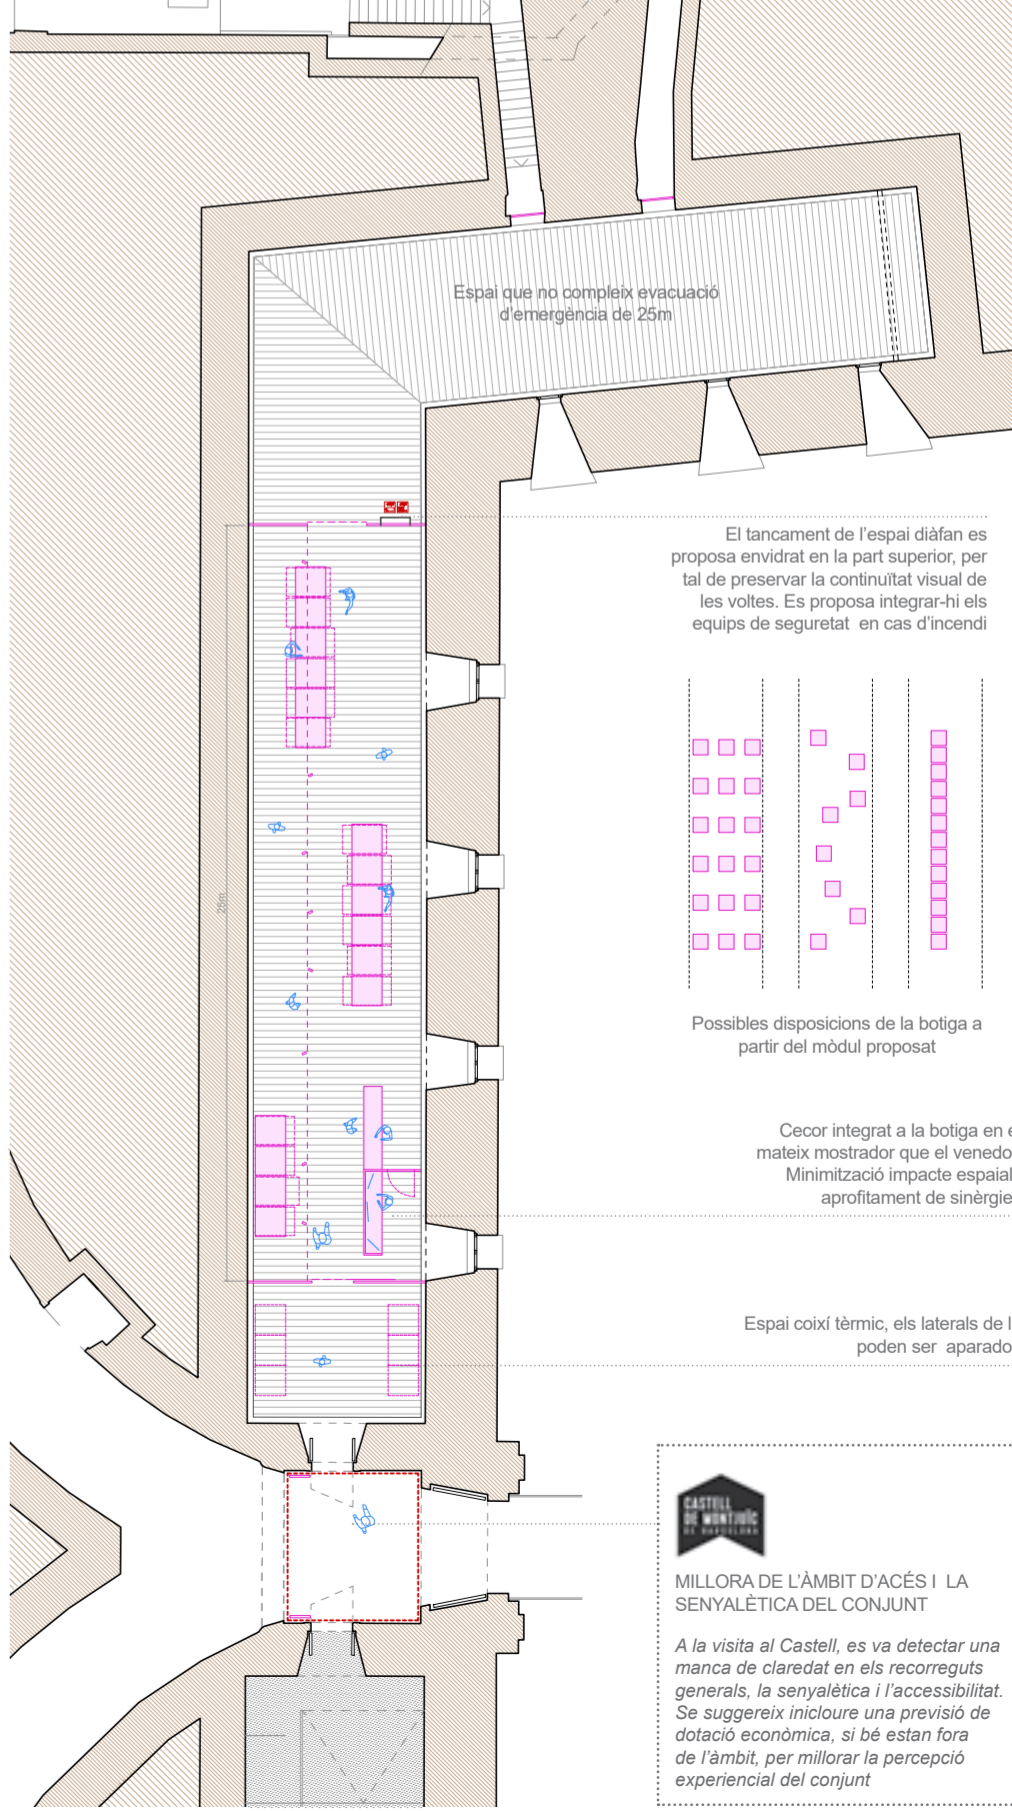 Espai que no compleix evacuació
d'emergència de 25m
El tancament de l'espai diàfan es
proposa envidrat en la part superior, per
tal de preservar la continuïtat visual de
les voltes. Es proposa integrar-hi els
equips de seguretat en cas d'incendi
25m
Possibles disposicions de la botiga a
partir del mòdul proposat
Cecor integrat a la botiga en e
mateix mostrador que el venedo
Minimització impacte espaial
aprofitament de sinèrgie
Espai coixí tèrmic, els laterals de l
poden ser aparado
CASTELL
DE MONTJUÏC
DE BARCELONA
MILLORA DE L'ÀMBIT D'ACÉS I LA
SENYALÈTICA DEL CONJUNT
A la visita al Castell, es va detectar una
manca de claredat en els recorreguts
generals, la senyalètica i l'accessibilitat.
Se suggereix inicloure una previsió de
dotació econòmica, si bé estan fora
de l'àmbit, per millorar la percepció
experiencial del conjunt